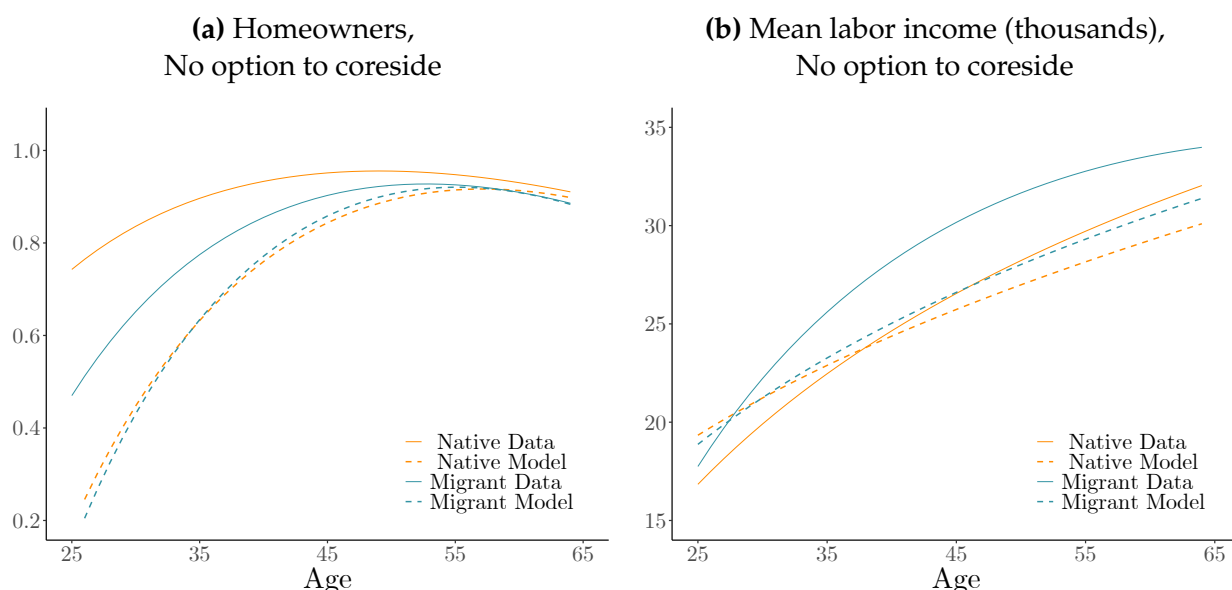 (a) Homeowners,
No option to coreside
1.0
0.8
0.6
0.4
0.2
25 35 45 55 65
Age
Native Data
Native Model
Migrant Data
Migrant Model
(b) Mean labor income (thousands),
No option to coreside
35
30
25
20
15
25 35 45 55 65
Age
Native Data
Native Model
Migrant Data
Migrant Model